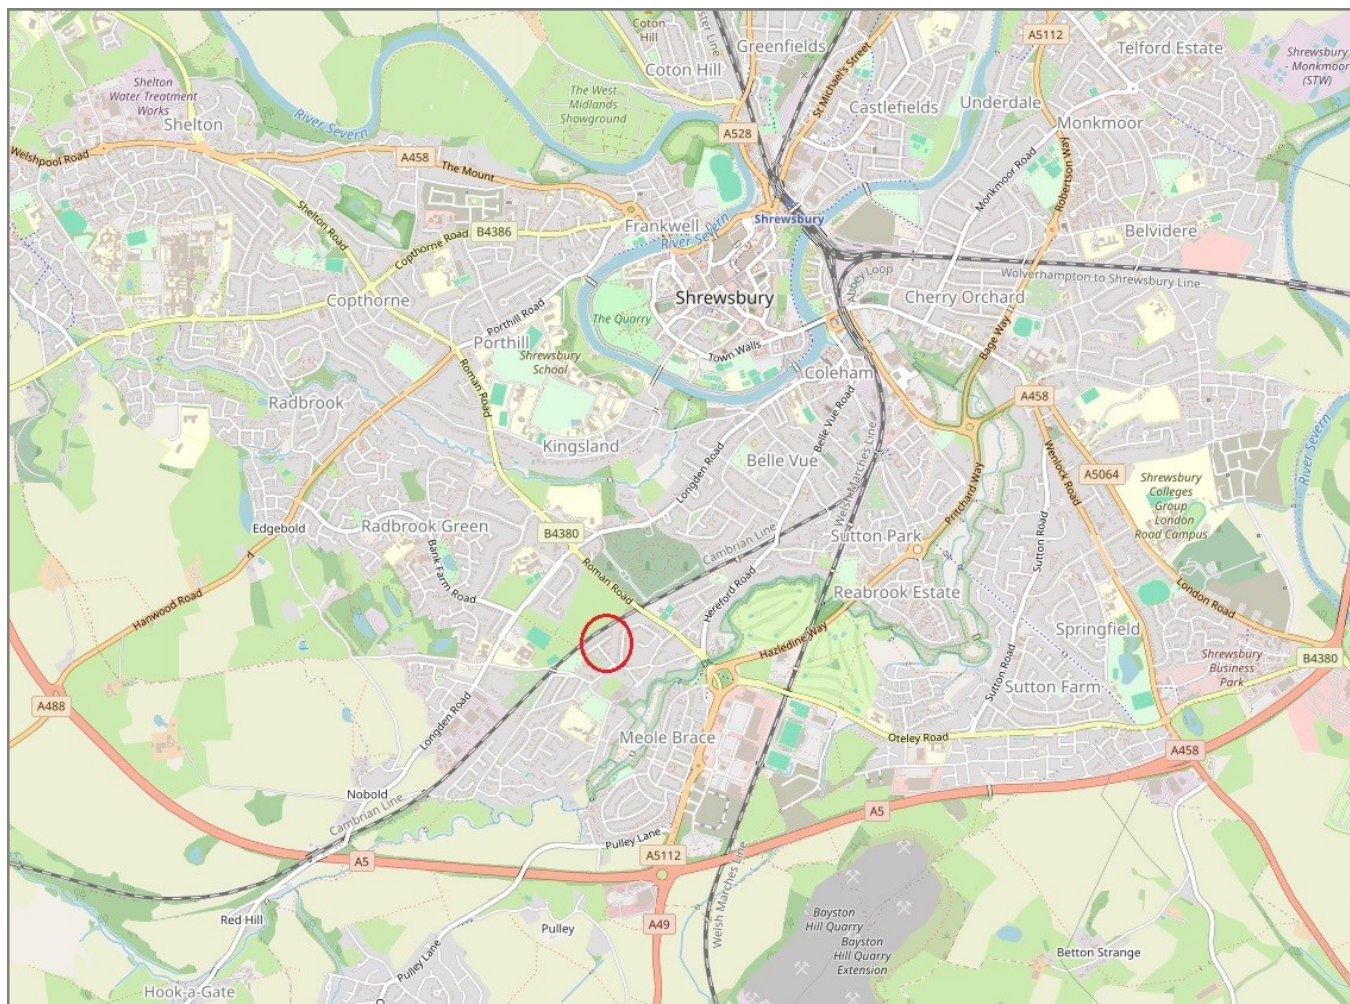 Coton
Hill
Greenfields
Coton Hill
A5112
Telford Estate
Shrewsbury
- Monkmoor
(STW)
Shelton
Water Treatment
Works
Shelton
River Severn
The West
Midlands
Showground
A528
St Michael's Street
Castlefields
Underdale
Monkmoor
Welshpool Road
A458
The Mount
Monkmoor Road
Robertson Way
Shelton Road
Copthorne Road
B4386
Frankwell
River Severn
Shrewsbury
Belvidere
Wolverhampton to Shrewsbury Line
Abbey Loop
Cherry Orchard
Copthorne
Porthill Road
The Quarry
Shrewsbury
Porthill
Shrewsbury
School
Town Walls
Coleham
Bage Way
Roman Road
Radbrook
A458
Kingsland
Longden Road
Belle Vue
Belle Vue Road
Welsh Marches Line
Wenlock Road
A5064
River Severn
Shrewsbury
Colleges
Group
London
Road Campus
Pritchard Way
Edgebold
Radbrook Green
B4380
Cambrian Line
Sutton Park
Sutton Road
Bank Farm Road
Roman Road
Hereford Road
Reabrook Estate
London Road
Hanwood Road
Hazledine Way
Springfield
Sutton Road
Shrewsbury
Business
Park
B4380
A488
Longden Road
Sutton Farm
Meole Brace
Oteley Road
A458
Nobold
Cambrian Line
A5
Pulley Lane
A5112
A5
Welsh Marches Line
Red Hill
A49
Pulley
Bayston
Hill Quarry
Bayston
Hill Quarry
Extension
Pulley Lane
Betton Strange
Hook-a-Gate